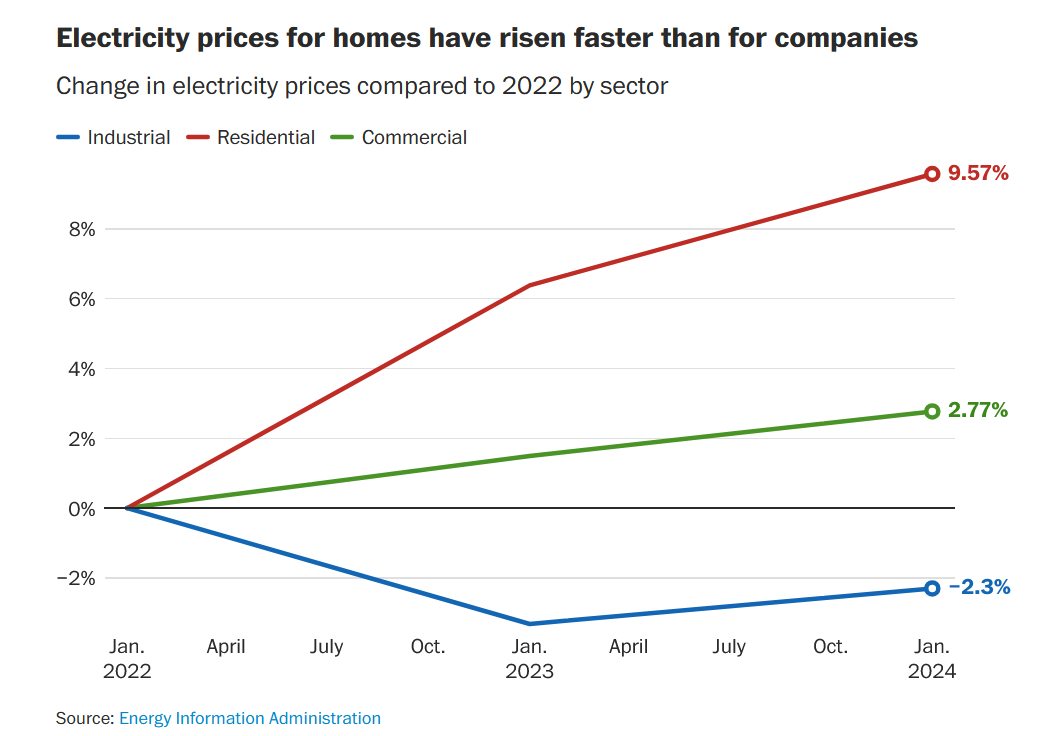 Electricity prices for homes have risen faster than for companies
Change in electricity prices compared to 2022 by sector
Industrial Residential Commercial
9.57%
8%
6%
4%
2.77%
2%
0%
−2%
−2.3%
Jan. April July Oct. Jan. April July Oct. Jan.
2022 2023 2024
Source: Energy Information Administration